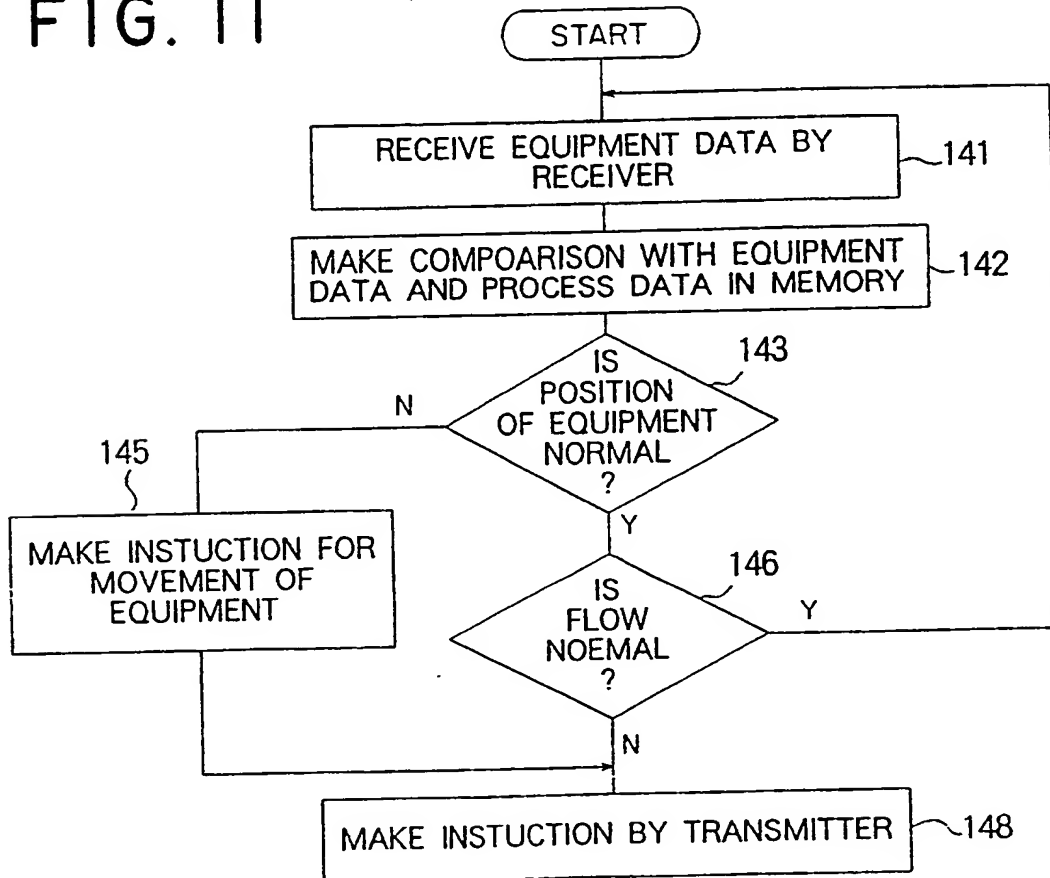 FIG. 11
START
RECEIVE EQUIPMENT DATA BY
RECEIVER
141
MAKE COMPOARISON WITH EQUIPMENT
DATA AND PROCESS DATA IN MEMORY
142
IS
POSITION
OF EQUIPMENT
NORMAL
?
143
N
Y
145
MAKE INSTUCTION FOR
MOVEMENT OF
EQUIPMENT
IS
FLOW
NOEMAL
?
146
Y
N
MAKE INSTUCTION BY TRANSMITTER
148